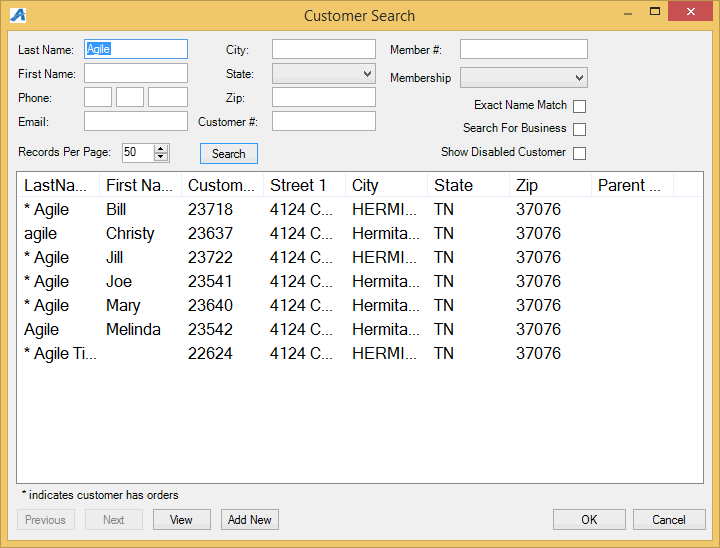 Customer Search
Last Name: Agile City: Member #:
First Name: State: Membership
Phone: Zip: Exact Name Match
Email: Customer #: Search For Business
Records Per Page: 50 Search Show Disabled Customer
LastNa... First Na... Custom... Street 1 City State Zip Parent ...
* Agile Bill 23718 4124 C... HERMI... TN 37076
agile Christy 23637 4124 C... Hermita... TN 37076
* Agile Jill 23722 4124 C... HERMI... TN 37076
* Agile Joe 23541 4124 C... Hermita... TN 37076
* Agile Mary 23640 4124 C... Hermita... TN 37076
Agile Melinda 23542 4124 C... Hermita... TN 37076
* Agile Ti... 22624 4124 C... HERMI... TN 37076
* indicates customer has orders
Previous Next View Add New OK Cancel